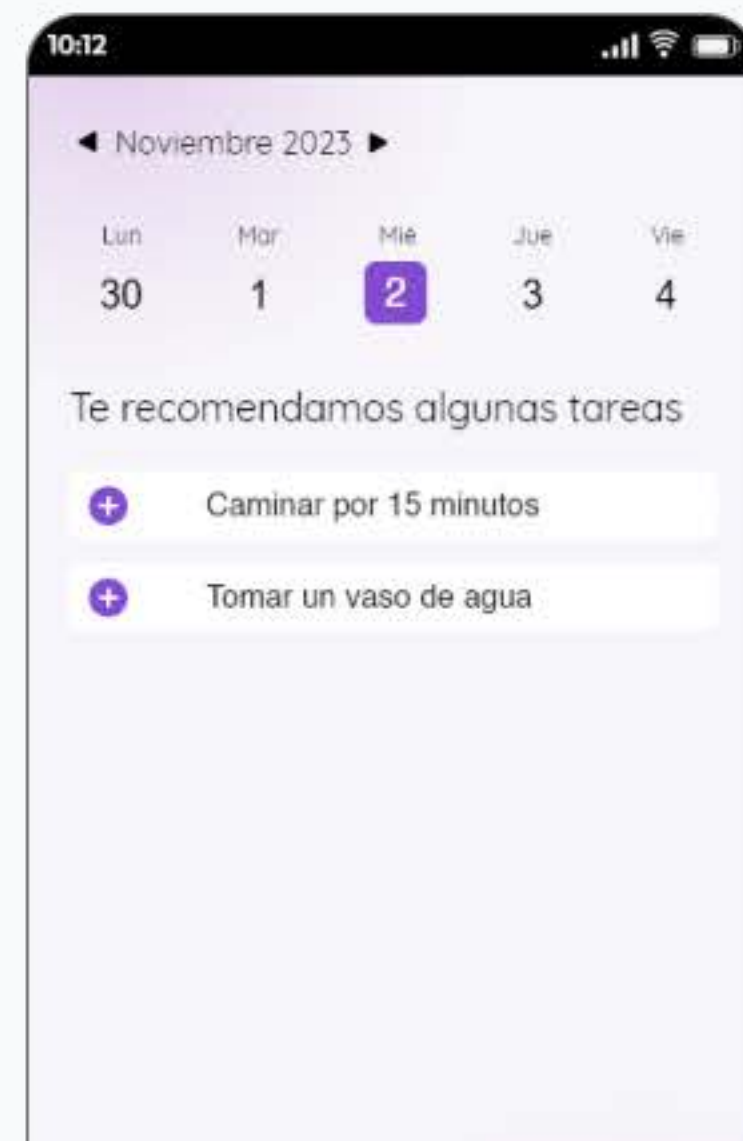 10:12
Noviembre 2023
Lun Mar Mié Jue Vie
30 1 2 3 4
Te recomendamos algunas tareas
Caminar por 15 minutos
Tomar un vaso de agua